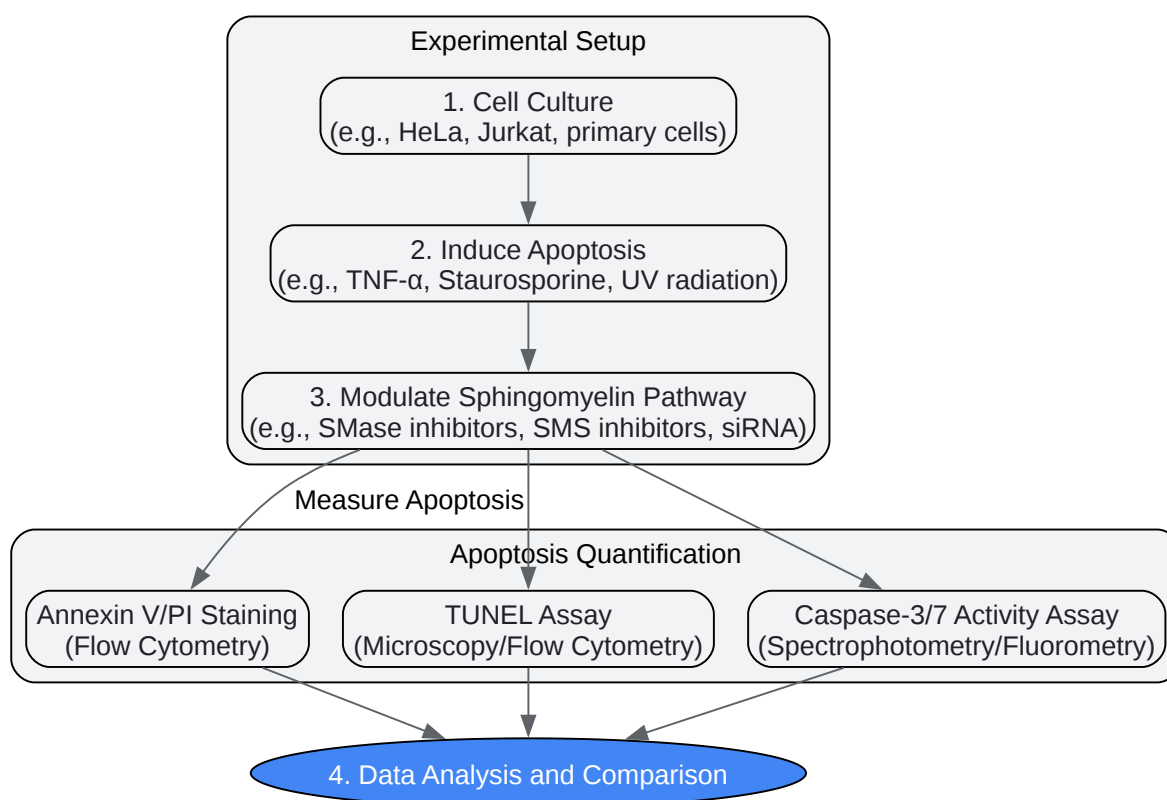 Experimental Setup
1. Cell Culture
(e.g., HeLa, Jurkat, primary cells)
2. Induce Apoptosis
(e.g., TNF-α, Staurosporine, UV radiation)
3. Modulate Sphingomyelin Pathway
(e.g., SMase inhibitors, SMS inhibitors, siRNA)
Measure Apoptosis
Apoptosis Quantification
Annexin V/PI Staining
(Flow Cytometry)
TUNEL Assay
(Microscopy/Flow Cytometry)
Caspase-3/7 Activity Assay
(Spectrophotometry/Fluorometry)
4. Data Analysis and Comparison